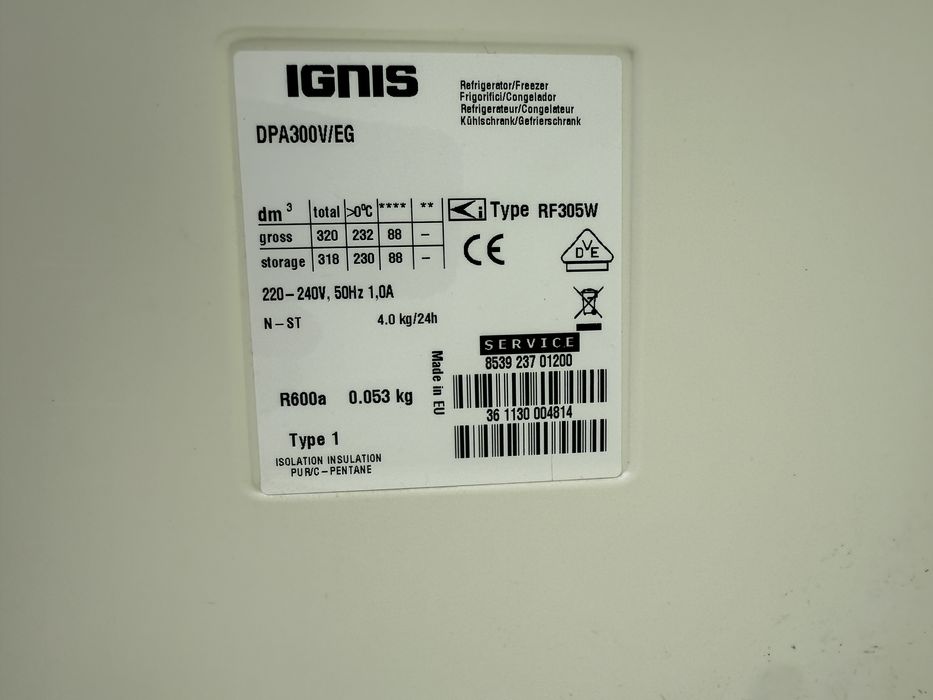 IGNIS
Refrigerator/Freezer
Frigorifici/Congelador
Refrigerateur/Congelateur
Kühlschrank/Gefrierschrank
DPA300V/EG
dm³ total >0ºC **** **
gross 320 232 88 –
storage 318 230 88 –
i Type RF305W
CE
DVE
220–240V, 50Hz 1,0A
N–ST 4.0 kg/24h
SERVICE
8539 237 01200
Made in EU
R600a 0.053 kg
36 1130 004814
Type 1
ISOLATION INSULATION
PUR/C–PENTANE